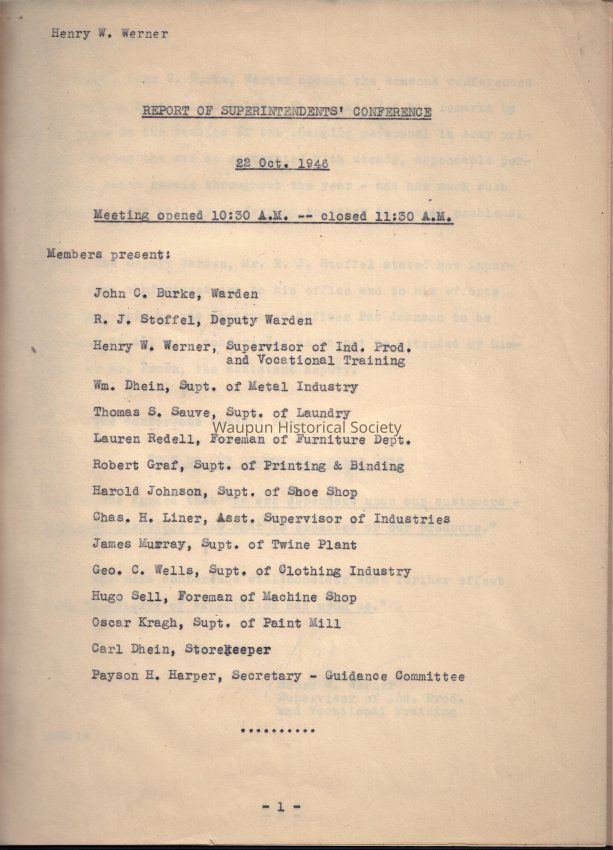 Henry W. Werner
REPORT OF SUPERINTENDENTS' CONFERENCE
22 Oct. 1946
Meeting opened 10:30 A.M. -- closed 11:30 A.M.
Members present:
John C. Burke, Warden
R. J. Stoffel, Deputy Warden
Henry W. Werner, Supervisor of Ind. Prod.
and Vocational Training
Wm. Dhein, Supt. of Metal Industry
Thomas S. Sauve, Supt. of Laundry
Waupun Historical Society
Lauren Redell, Foreman of Furniture Dept.
Robert Graf, Supt. of Printing & Binding
Harold Johnson, Supt. of Shoe Shop
Chas. H. Liner, Asst. Supervisor of Industries
James Murray, Supt. of Twine Plant
Geo. C. Wells, Supt. of Clothing Industry
Hugo Sell, Foreman of Machine Shop
Oscar Kragh, Supt. of Paint Mill
Carl Dhein, Storekeeper
Payson H. Harper, Secretary - Guidance Committee
..........
- 1 -